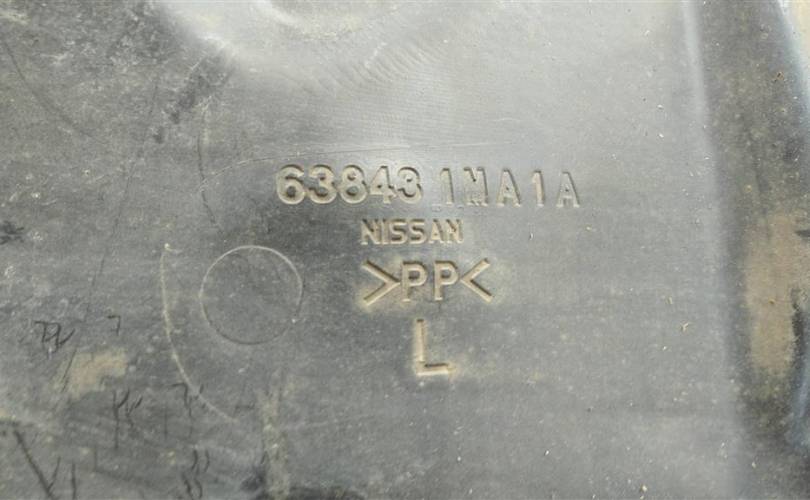 63843 1MA1A
NISSAN
>PP<
L